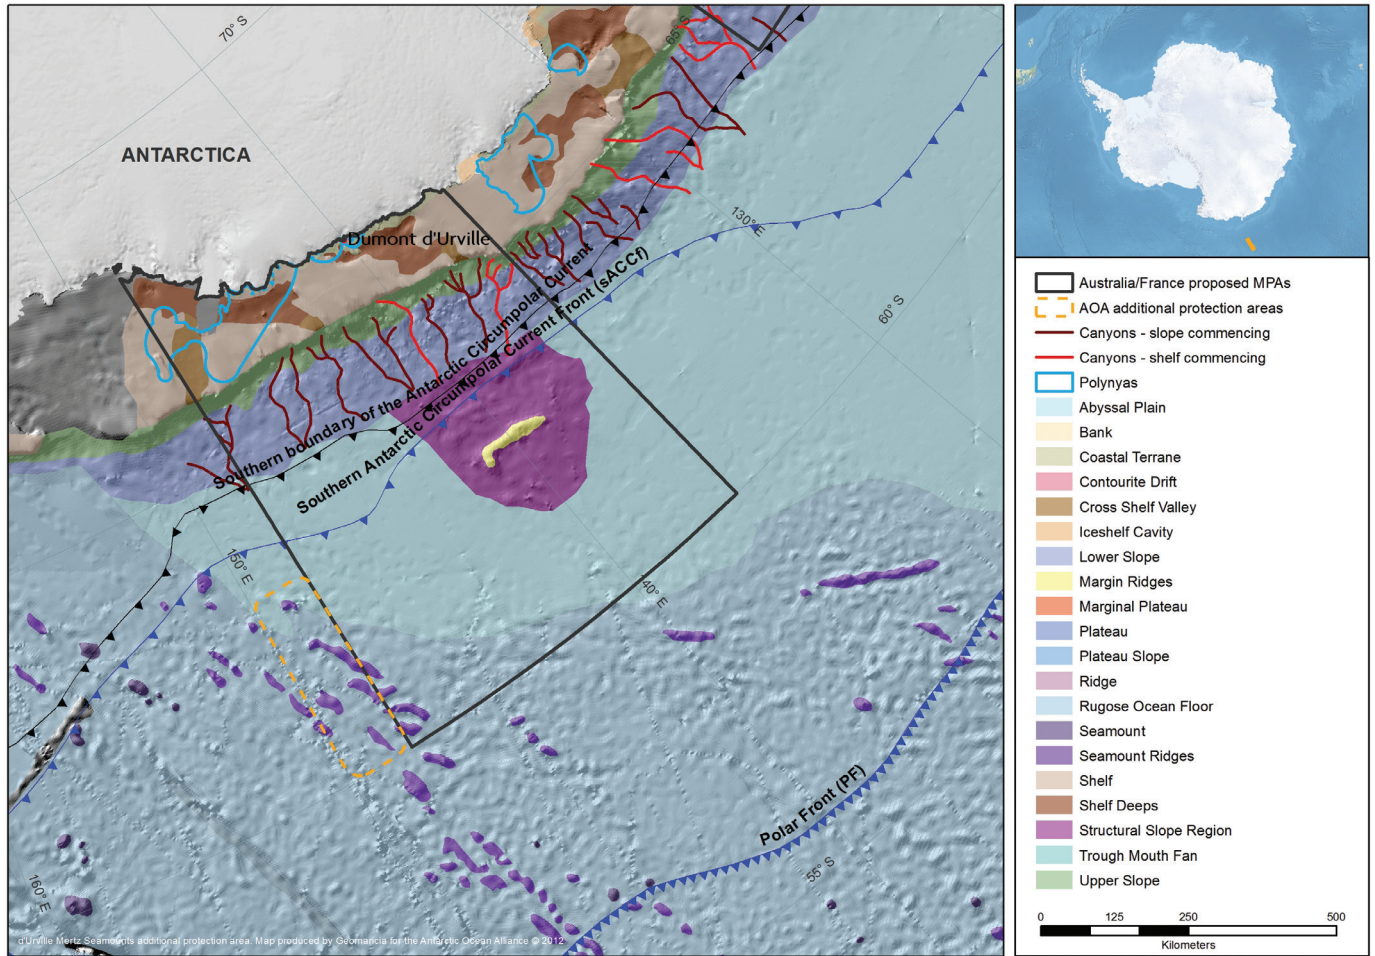 70° S
65° S
ANTARCTICA
Dumont d'Urville
130° E
60° S
Southern boundary of the Antarctic Circumpolar Current
Southern Antarctic Circumpolar Current Front (sACCf)
150° E
140° E
Polar Front (PF)
55° S
160° E
d'Urville Mertz Seamounts additional protection area. Map produced by Geomancia for the Antarctic Ocean Alliance © 2012
Australia/France proposed MPAs
AOA additional protection areas
Canyons - slope commencing
Canyons - shelf commencing
Polynyas
Abyssal Plain
Bank
Coastal Terrane
Contourite Drift
Cross Shelf Valley
Iceshelf Cavity
Lower Slope
Margin Ridges
Marginal Plateau
Plateau
Plateau Slope
Ridge
Rugose Ocean Floor
Seamount
Seamount Ridges
Shelf
Shelf Deeps
Structural Slope Region
Trough Mouth Fan
Upper Slope
0 125 250 500
Kilometers